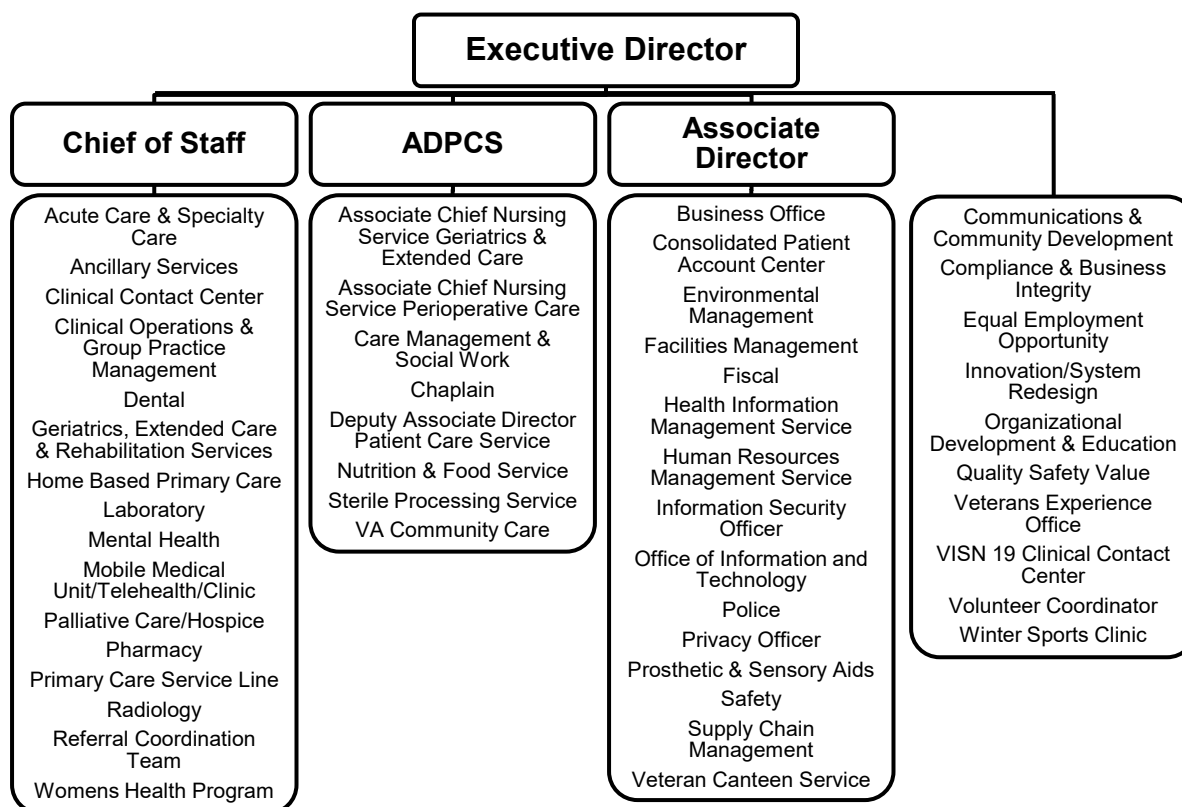 Executive Director
Chief of Staff
Acute Care & Specialty
Care
Ancillary Services
Clinical Contact Center
Clinical Operations &
Group Practice
Management
Dental
Geriatrics, Extended Care
& Rehabilitation Services
Home Based Primary Care
Laboratory
Mental Health
Mobile Medical
Unit/Telehealth/Clinic
Palliative Care/Hospice
Pharmacy
Primary Care Service Line
Radiology
Referral Coordination
Team
Womens Health Program
ADPCS
Associate Chief Nursing
Service Geriatrics &
Extended Care
Associate Chief Nursing
Service Perioperative Care
Care Management &
Social Work
Chaplain
Deputy Associate Director
Patient Care Service
Nutrition & Food Service
Sterile Processing Service
VA Community Care
Associate
Director
Business Office
Consolidated Patient
Account Center
Environmental
Management
Facilities Management
Fiscal
Health Information
Management Service
Human Resources
Management Service
Information Security
Officer
Office of Information and
Technology
Police
Privacy Officer
Prosthetic & Sensory Aids
Safety
Supply Chain
Management
Veteran Canteen Service
Communications &
Community Development
Compliance & Business
Integrity
Equal Employment
Opportunity
Innovation/System
Redesign
Organizational
Development & Education
Quality Safety Value
Veterans Experience
Office
VISN 19 Clinical Contact
Center
Volunteer Coordinator
Winter Sports Clinic